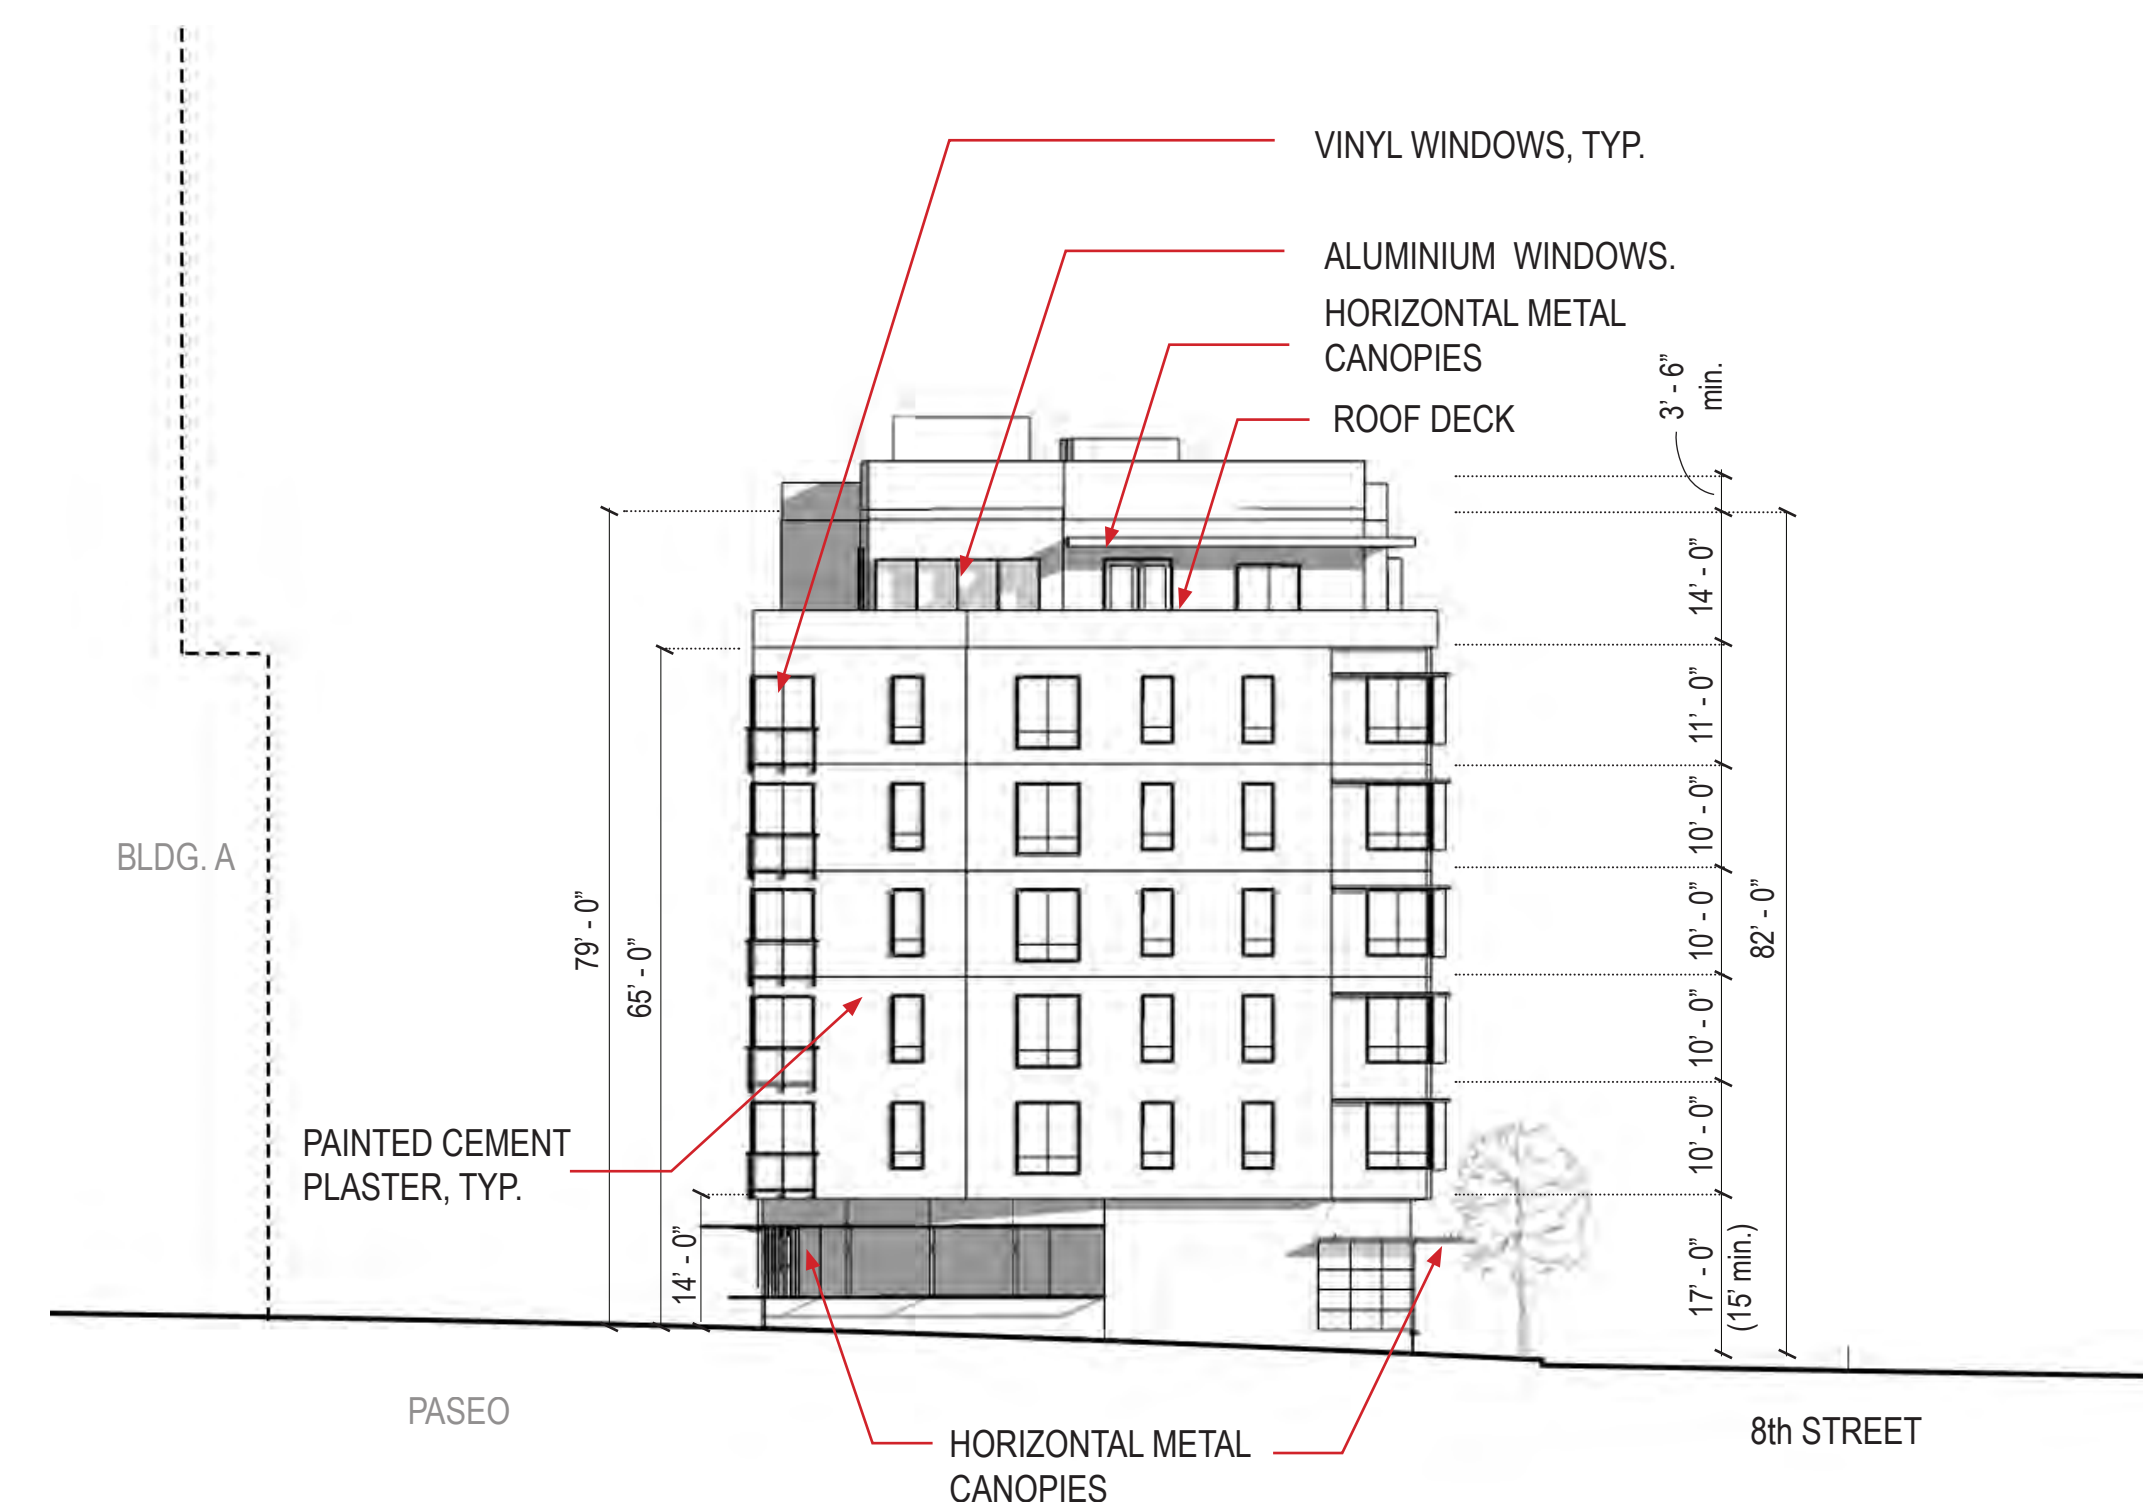 VINYL WINDOWS, TYP.
ALUMINIUM WINDOWS.
HORIZONTAL METAL
CANOPIES
ROOF DECK
3' - 6"
min.
14' - 0"
11' - 0"
10' - 0"
10' - 0"
10' - 0"
10' - 0"
17' - 0"
(15' min.)
82' - 0"
79' - 0"
65' - 0"
14' - 0"
BLDG. A
PAINTED CEMENT
PLASTER, TYP.
PASEO
HORIZONTAL METAL
CANOPIES
8th STREET